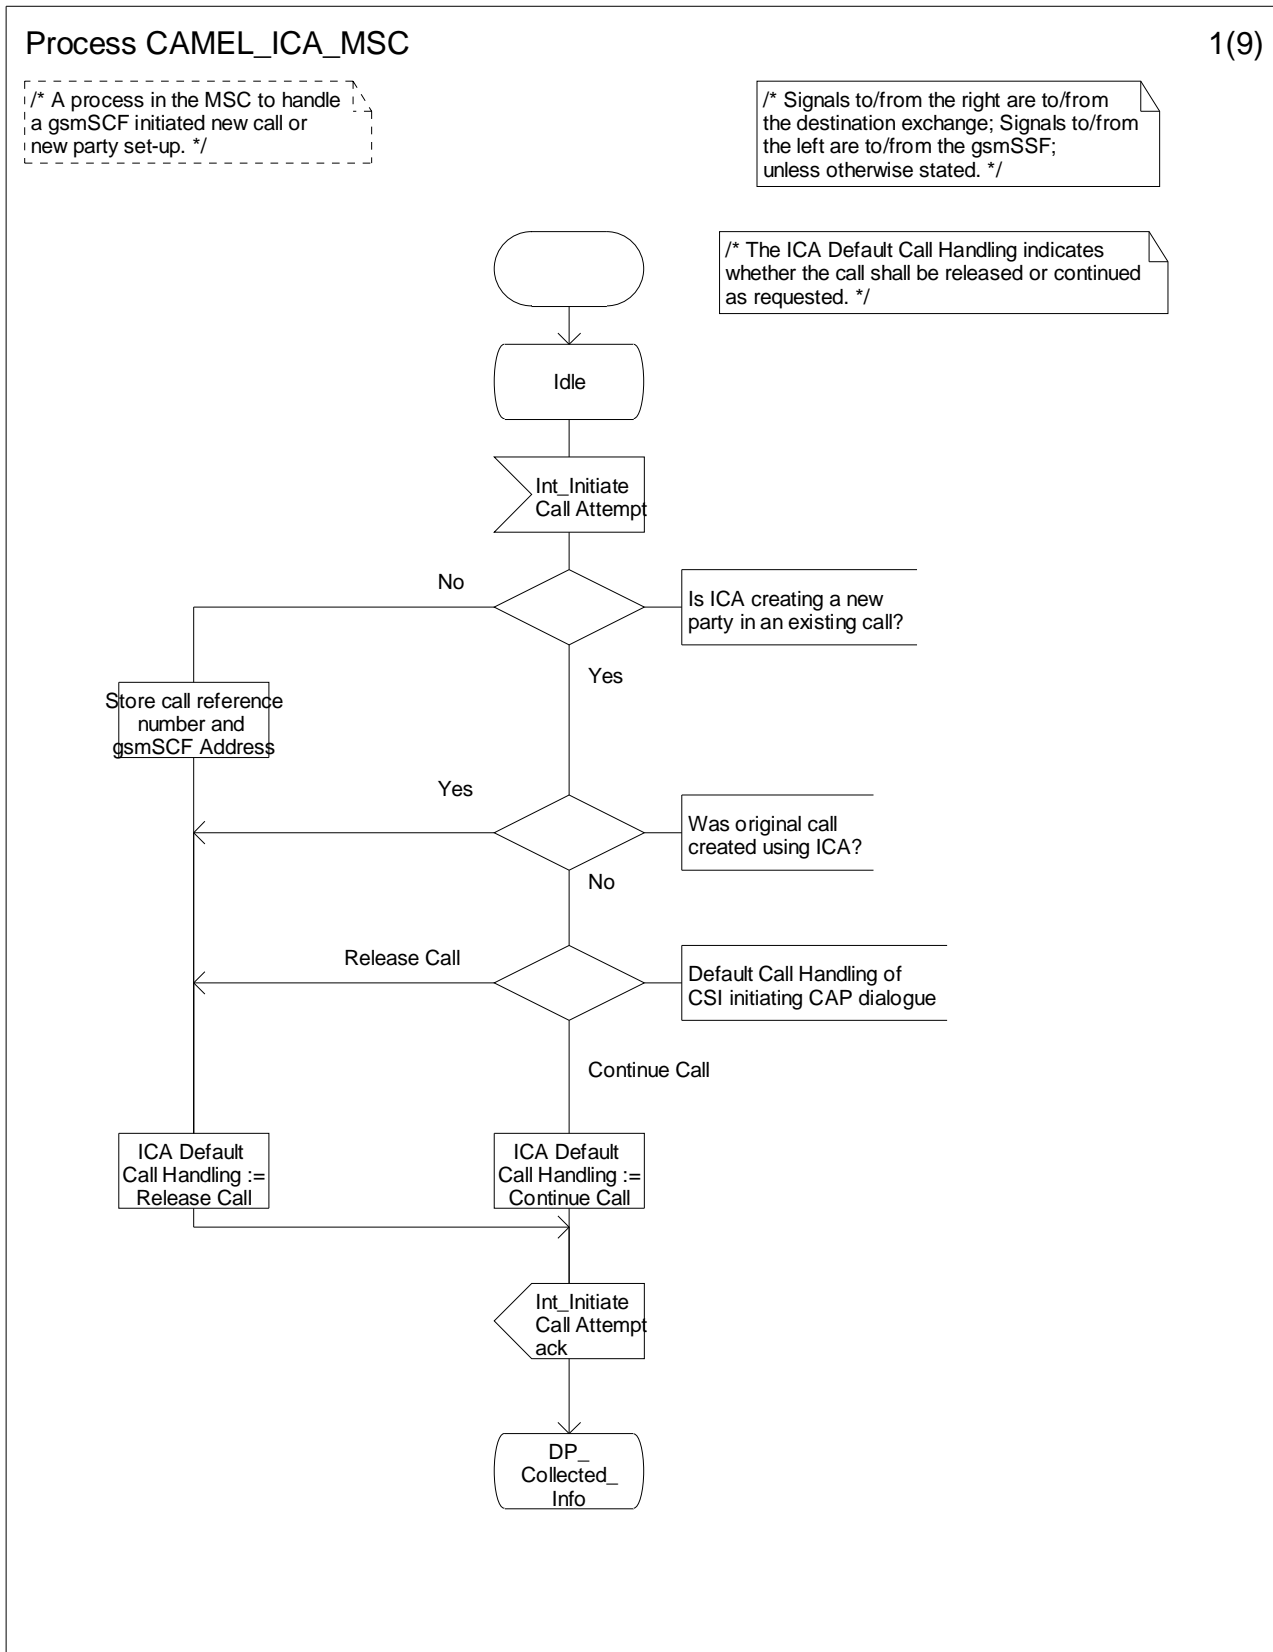 Process CAMEL_ICA_MSC
1(9)
/* A process in the MSC to handle
a gsmSCF initiated new call or
new party set-up. */
/* Signals to/from the right are to/from
the destination exchange; Signals to/from
the left are to/from the gsmSSF;
unless otherwise stated. */
/* The ICA Default Call Handling indicates
whether the call shall be released or continued
as requested. */
Idle
Int_Initiate
Call Attempt
No
Is ICA creating a new
party in an existing call?
Yes
Store call reference
number and
gsmSCF Address
Yes
Was original call
created using ICA?
No
Release Call
Default Call Handling of
CSI initiating CAP dialogue
Continue Call
ICA Default
Call Handling :=
Release Call
ICA Default
Call Handling :=
Continue Call
Int_Initiate
Call Attempt
ack
DP_
Collected_
Info